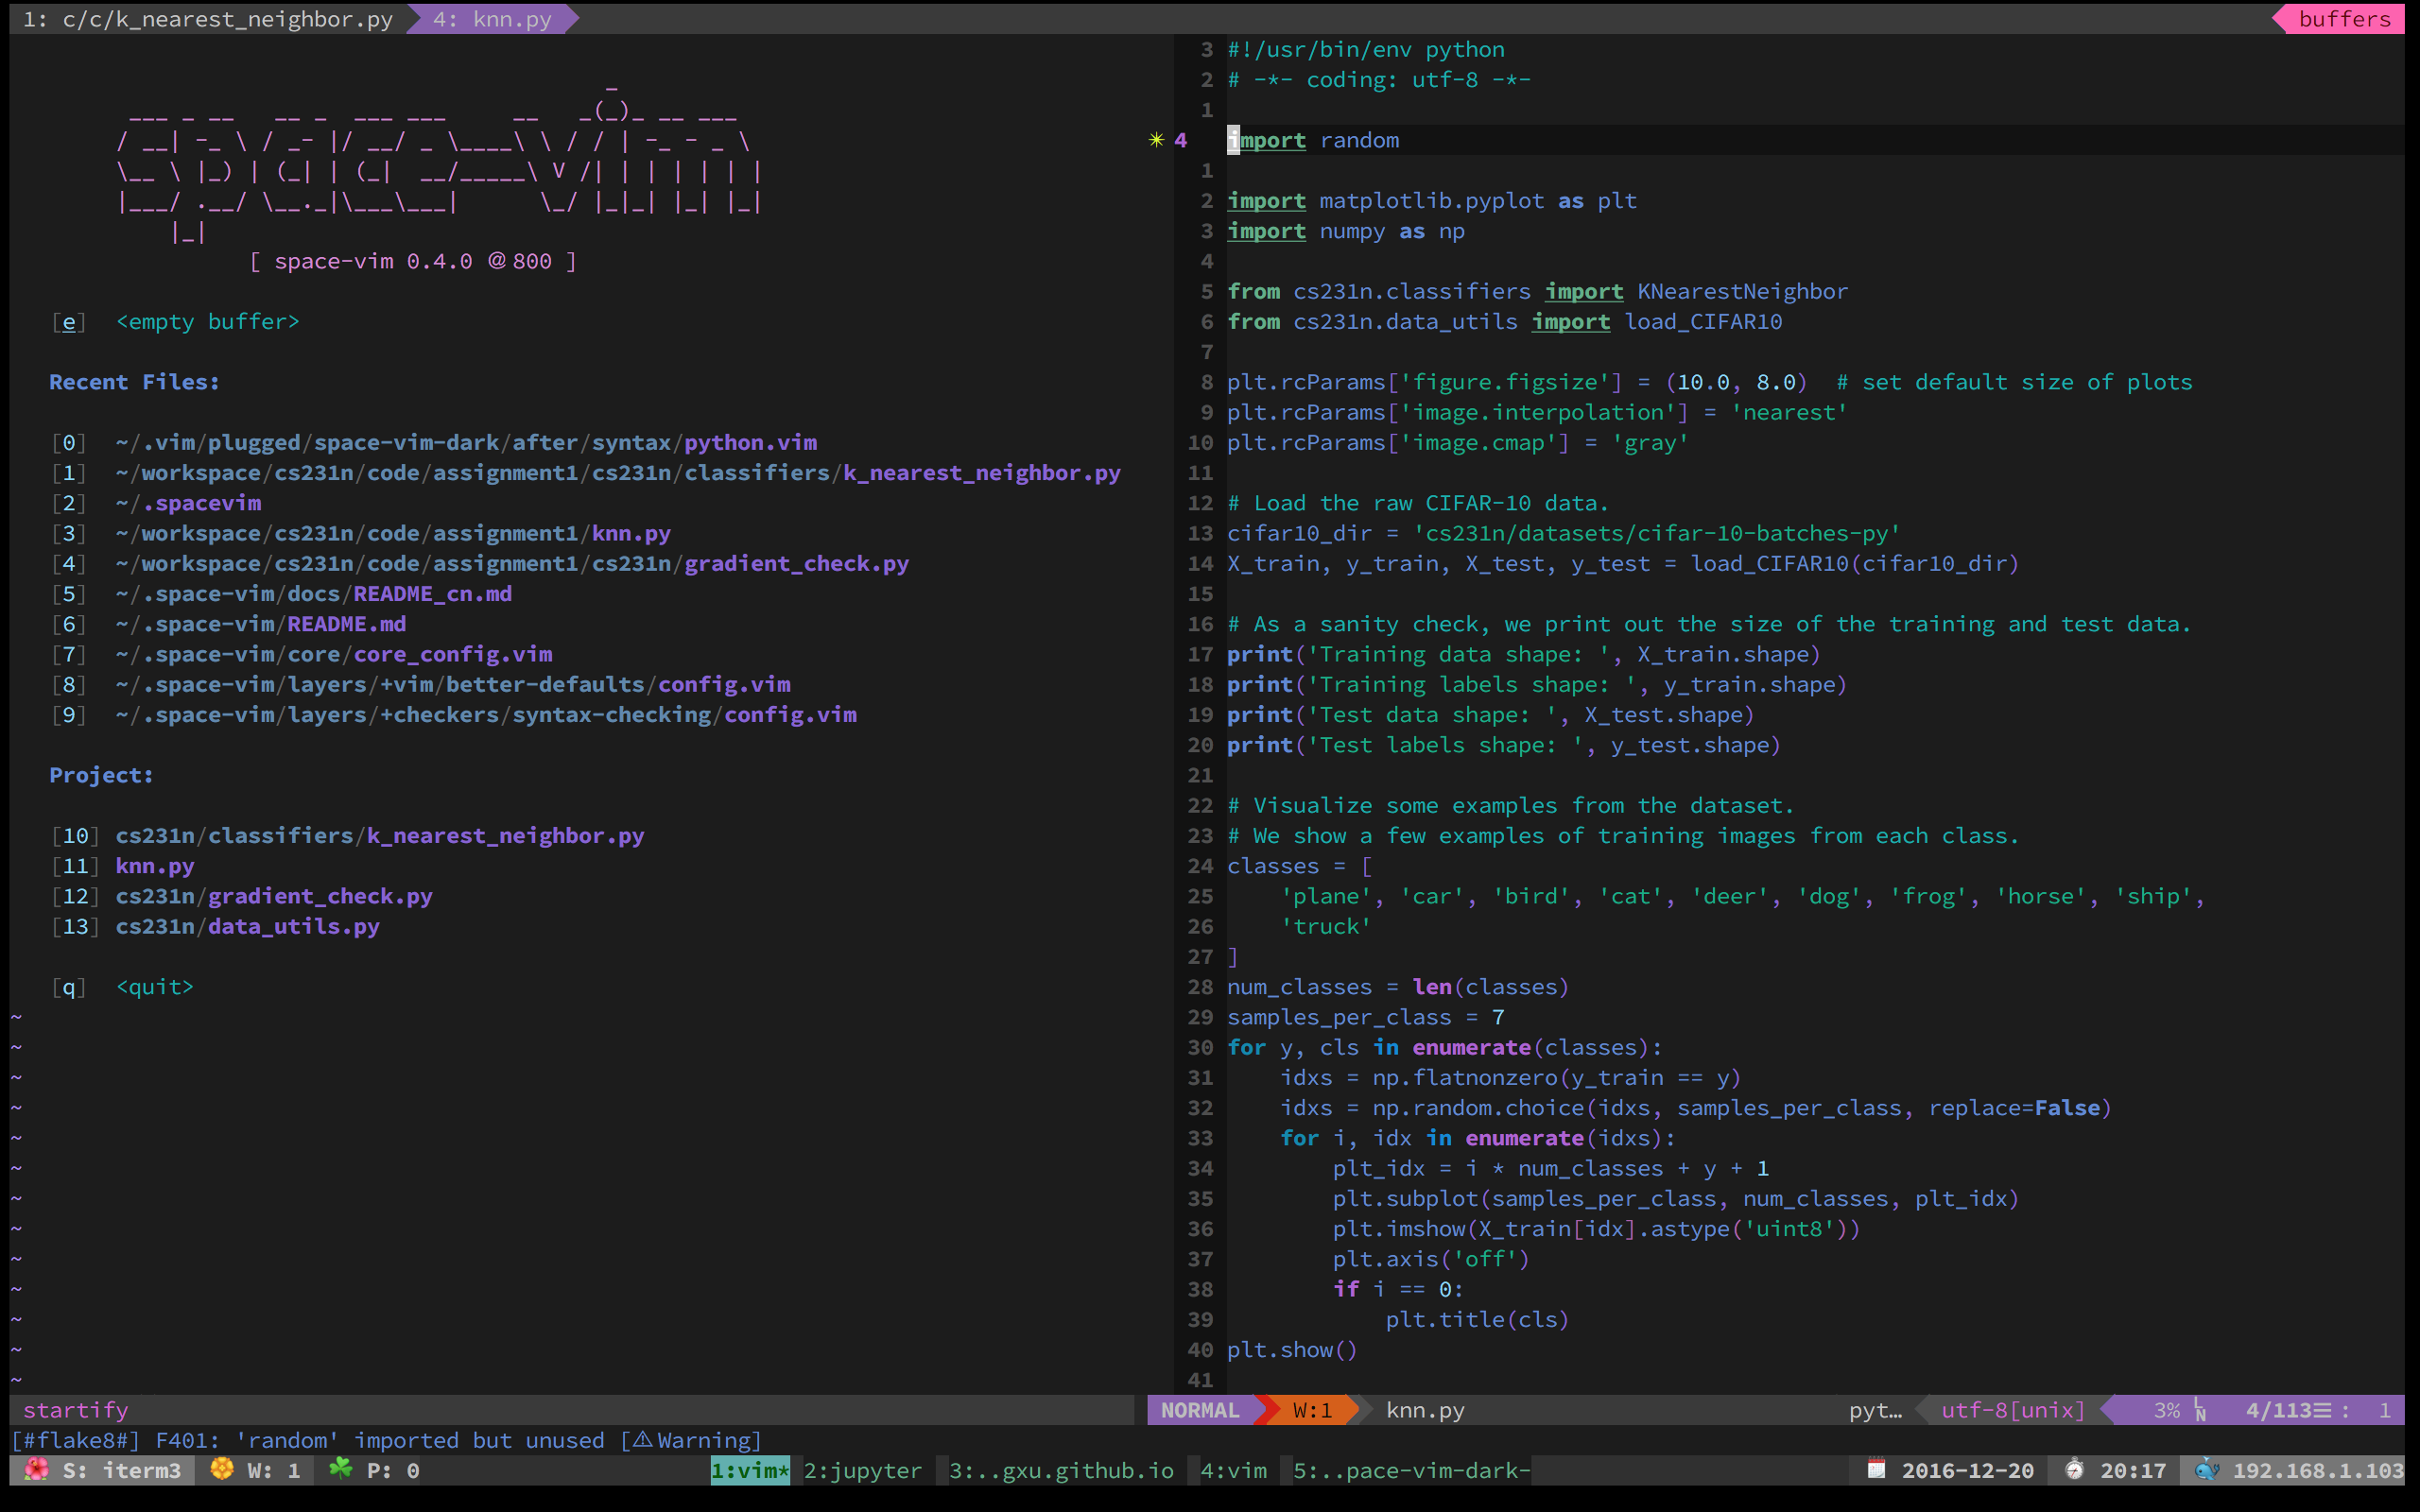 1: c/c/k_nearest_neighbor.py 4: knn.py buffers
[ space-vim 0.4.0 @800 ]
[e] <empty buffer>
Recent Files:
[0] ~/.vim/plugged/space-vim-dark/after/syntax/python.vim
[1] ~/workspace/cs231n/code/assignment1/cs231n/classifiers/k_nearest_neighbor.py
[2] ~/.spacevim
[3] ~/workspace/cs231n/code/assignment1/knn.py
[4] ~/workspace/cs231n/code/assignment1/cs231n/gradient_check.py
[5] ~/.space-vim/docs/README_cn.md
[6] ~/.space-vim/README.md
[7] ~/.space-vim/core/core_config.vim
[8] ~/.space-vim/layers/+vim/better-defaults/config.vim
[9] ~/.space-vim/layers/+checkers/syntax-checking/config.vim
Project:
[10] cs231n/classifiers/k_nearest_neighbor.py
[11] knn.py
[12] cs231n/gradient_check.py
[13] cs231n/data_utils.py
[q] <quit>
~
~
~
~
~
~
~
~
~
~
~
~
~
startify
3 #!/usr/bin/env python
2 # -*- coding: utf-8 -*-
1
4 import random
1
2 import matplotlib.pyplot as plt
3 import numpy as np
4
5 from cs231n.classifiers import KNearestNeighbor
6 from cs231n.data_utils import load_CIFAR10
7
8 plt.rcParams['figure.figsize'] = (10.0, 8.0)  # set default size of plots
9 plt.rcParams['image.interpolation'] = 'nearest'
10 plt.rcParams['image.cmap'] = 'gray'
11
12 # Load the raw CIFAR-10 data.
13 cifar10_dir = 'cs231n/datasets/cifar-10-batches-py'
14 X_train, y_train, X_test, y_test = load_CIFAR10(cifar10_dir)
15
16 # As a sanity check, we print out the size of the training and test data.
17 print('Training data shape: ', X_train.shape)
18 print('Training labels shape: ', y_train.shape)
19 print('Test data shape: ', X_test.shape)
20 print('Test labels shape: ', y_test.shape)
21
22 # Visualize some examples from the dataset.
23 # We show a few examples of training images from each class.
24 classes = [
25     'plane', 'car', 'bird', 'cat', 'deer', 'dog', 'frog', 'horse', 'ship',
26     'truck'
27 ]
28 num_classes = len(classes)
29 samples_per_class = 7
30 for y, cls in enumerate(classes):
31     idxs = np.flatnonzero(y_train == y)
32     idxs = np.random.choice(idxs, samples_per_class, replace=False)
33     for i, idx in enumerate(idxs):
34         plt_idx = i * num_classes + y + 1
35         plt.subplot(samples_per_class, num_classes, plt_idx)
36         plt.imshow(X_train[idx].astype('uint8'))
37         plt.axis('off')
38         if i == 0:
39             plt.title(cls)
40 plt.show()
41
NORMAL W:1 knn.py pyt… utf-8[unix] 3% LN 4/113☰ : 1
[#flake8#] F401: 'random' imported but unused [⚠Warning]
S: iterm3 W: 1 P: 0 1:vim* 2:jupyter 3:..gxu.github.io 4:vim 5:..pace-vim-dark- 2016-12-20 20:17 192.168.1.103